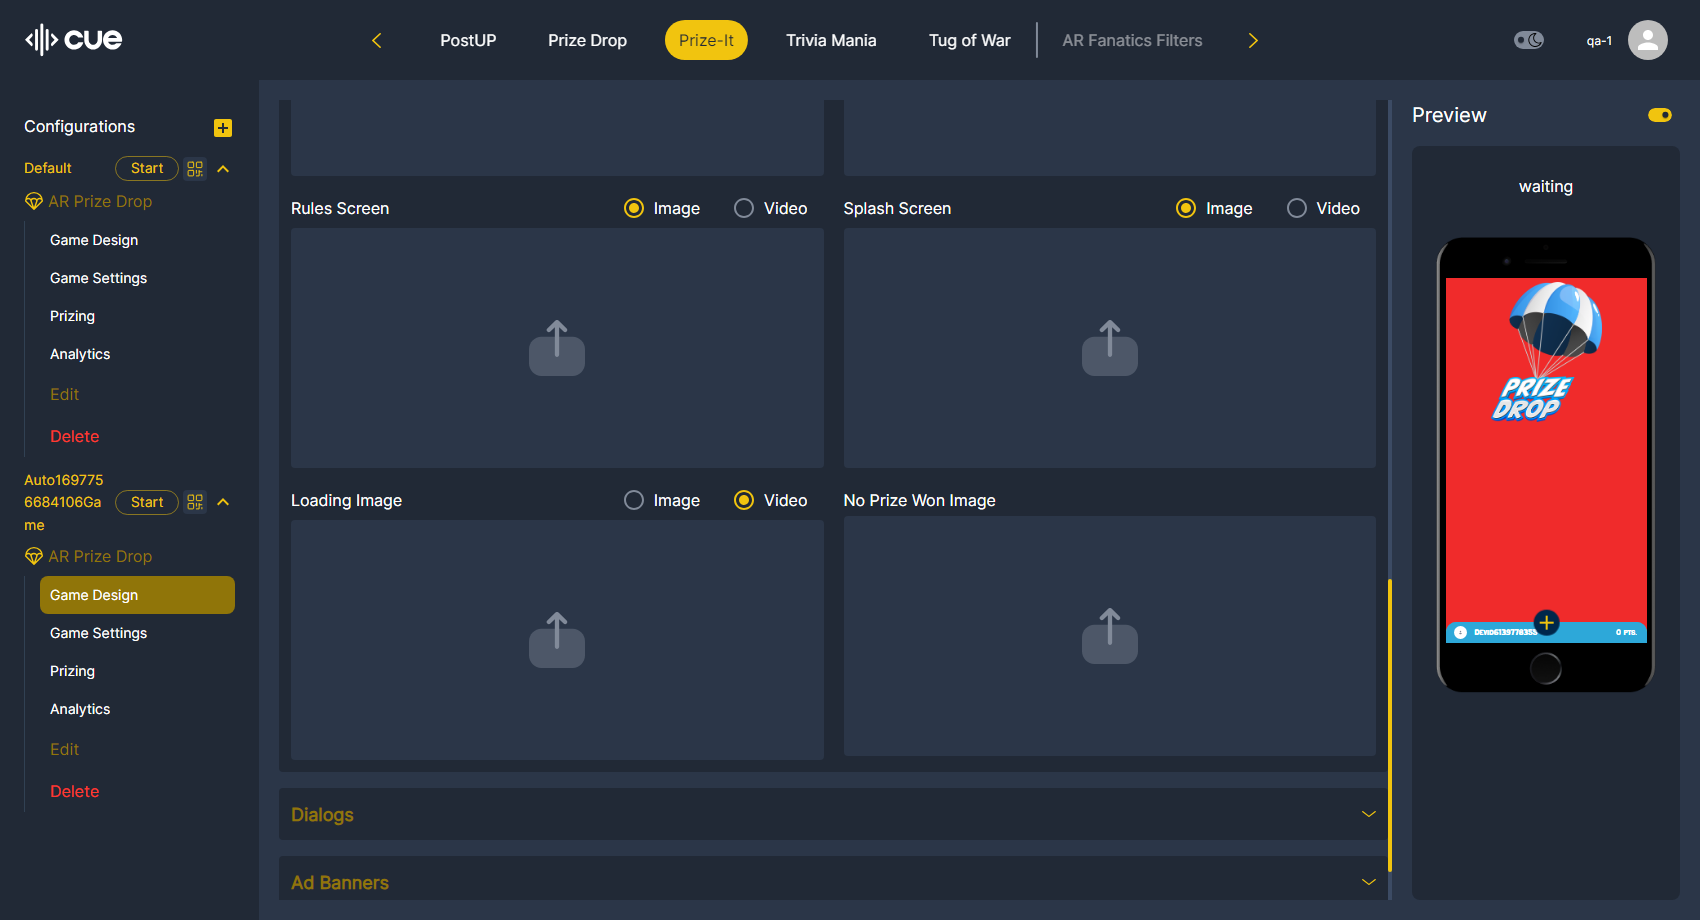 cue
PostUP
Prize Drop
Prize-It
Trivia Mania
Tug of War
AR Fanatics Filters
qa-1
Configurations
Default
Start
AR Prize Drop
Game Design
Game Settings
Prizing
Analytics
Edit
Delete
Auto169775
6684106Ga
me
Start
AR Prize Drop
Game Design
Game Settings
Prizing
Analytics
Edit
Delete
Rules Screen
Image
Video
Splash Screen
Image
Video
Loading Image
Image
Video
No Prize Won Image
Dialogs
Ad Banners
Preview
waiting
PRIZE
DROP
0 PTS.